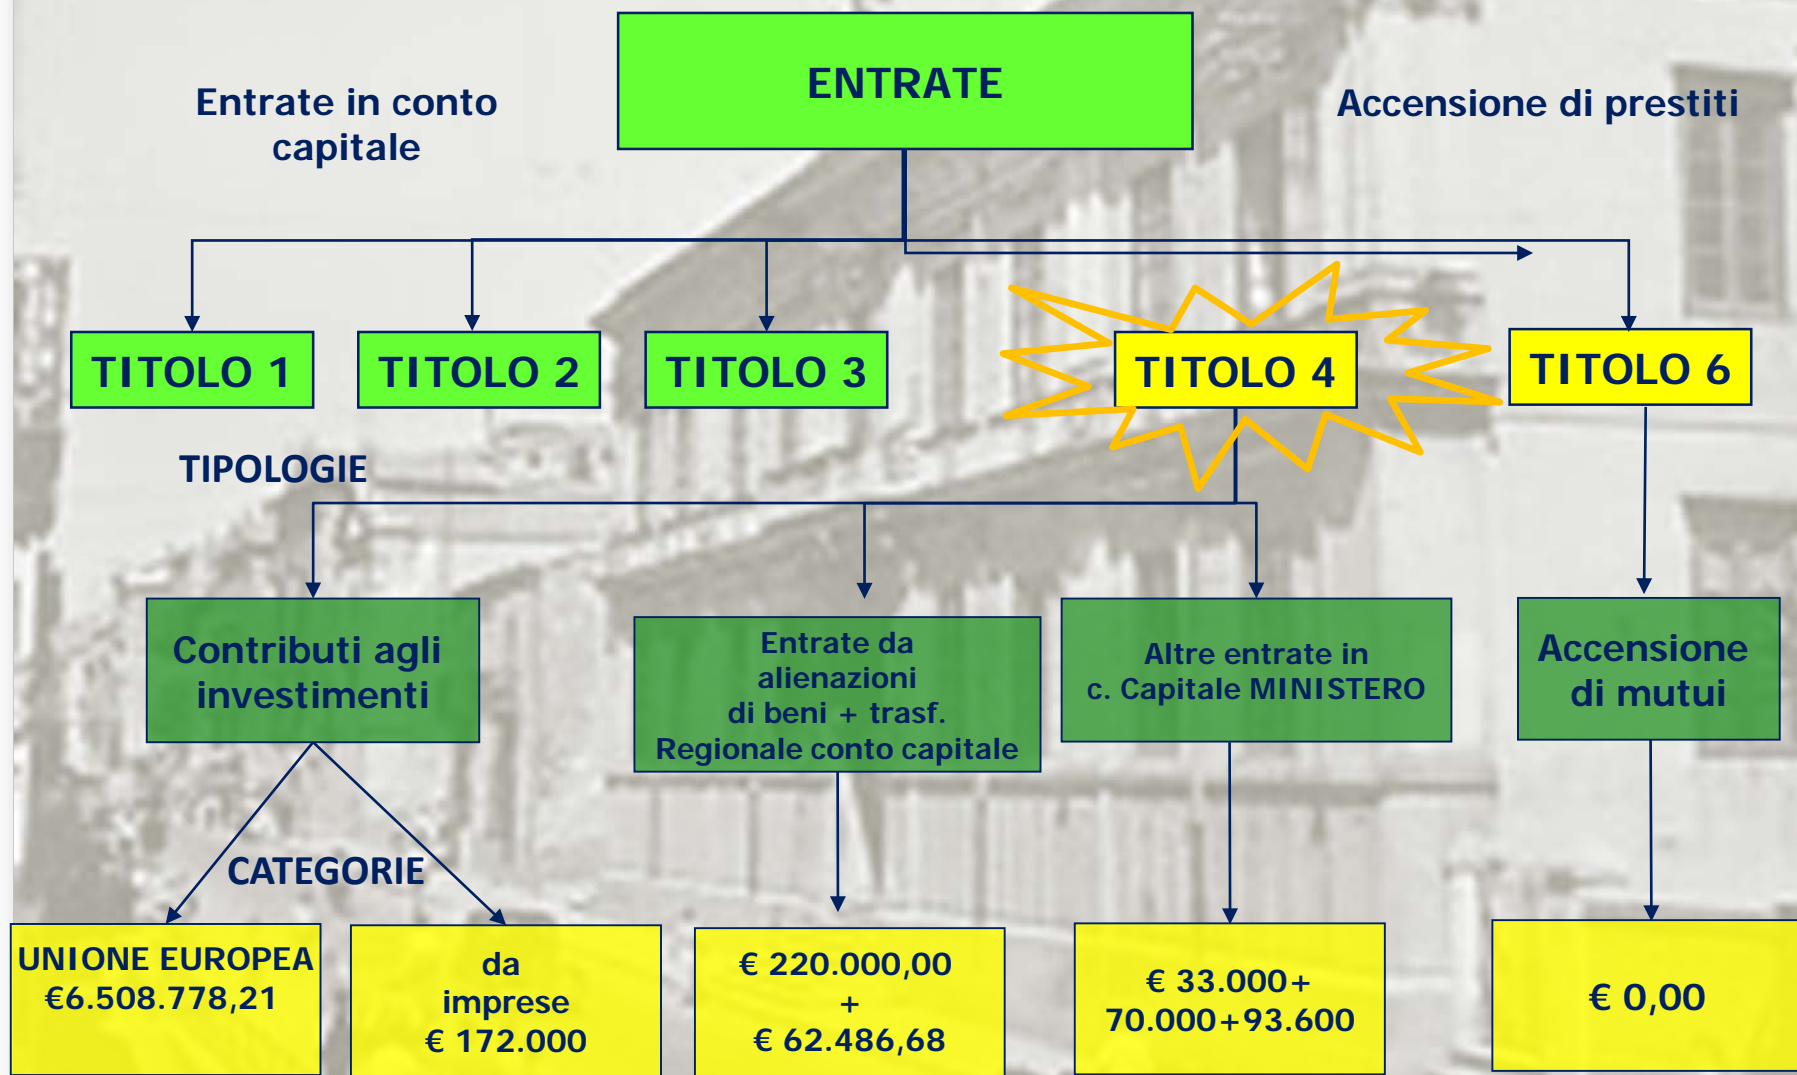 ENTRATE
Entrate in conto
capitale
Accensione di prestiti
TITOLO 1
TITOLO 2
TITOLO 3
TITOLO 4
TITOLO 6
TIPOLOGIE
Contributi agli
investimenti
Entrate da
alienazioni
di beni + trasf.
Regionale conto capitale
Altre entrate in
c. Capitale MINISTERO
Accensione
di mutui
CATEGORIE
UNIONE EUROPEA
€6.508.778,21
da
imprese
€ 172.000
€ 220.000,00
+
€ 62.486,68
€ 33.000+
70.000+93.600
€ 0,00